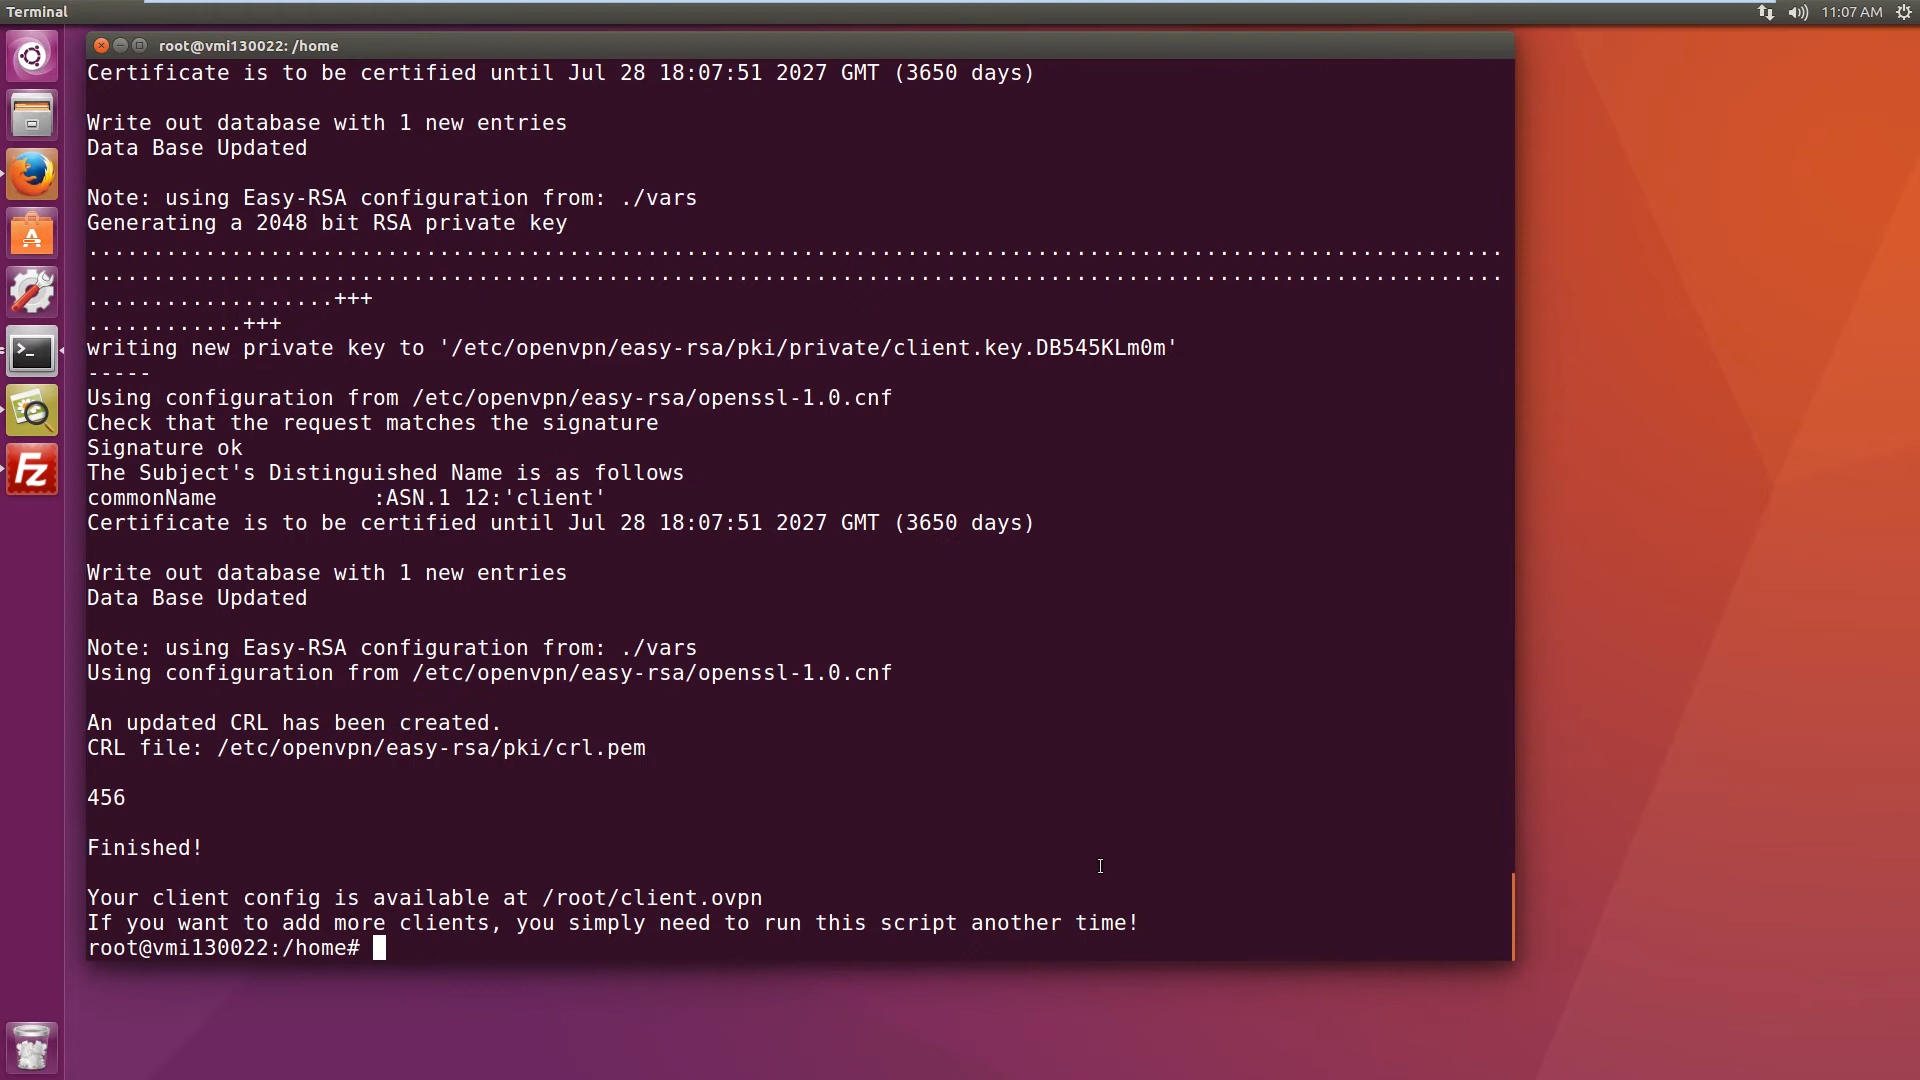 Terminal
11:07 AM
root@vmi130022: /home
Certificate is to be certified until Jul 28 18:07:51 2027 GMT (3650 days)
Write out database with 1 new entries
Data Base Updated
Note: using Easy-RSA configuration from: ./vars
Generating a 2048 bit RSA private key
.............................................................................................................
.............................................................................................................
...................+++
............+++
writing new private key to '/etc/openvpn/easy-rsa/pki/private/client.key.DB545KLm0m'
-----
Using configuration from /etc/openvpn/easy-rsa/openssl-1.0.cnf
Check that the request matches the signature
Signature ok
The Subject's Distinguished Name is as follows
commonName            :ASN.1 12:'client'
Certificate is to be certified until Jul 28 18:07:51 2027 GMT (3650 days)
Write out database with 1 new entries
Data Base Updated
Note: using Easy-RSA configuration from: ./vars
Using configuration from /etc/openvpn/easy-rsa/openssl-1.0.cnf
An updated CRL has been created.
CRL file: /etc/openvpn/easy-rsa/pki/crl.pem
456
Finished!
Your client config is available at /root/client.ovpn
If you want to add more clients, you simply need to run this script another time!
root@vmi130022:/home#